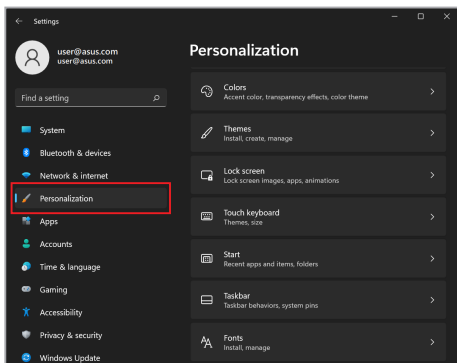 Settings
user@asus.com
user@asus.com
Find a setting
System
Bluetooth & devices
Network & internet
Personalization
Apps
Accounts
Time & language
Gaming
Accessibility
Privacy & security
Windows Update
Personalization
Colors
Accent color, transparency effects, color theme
Themes
Install, create, manage
Lock screen
Lock screen images, apps, animations
Touch keyboard
Themes, size
Start
Recent apps and items, folders
Taskbar
Taskbar behaviors, system pins
Fonts
Install, manage